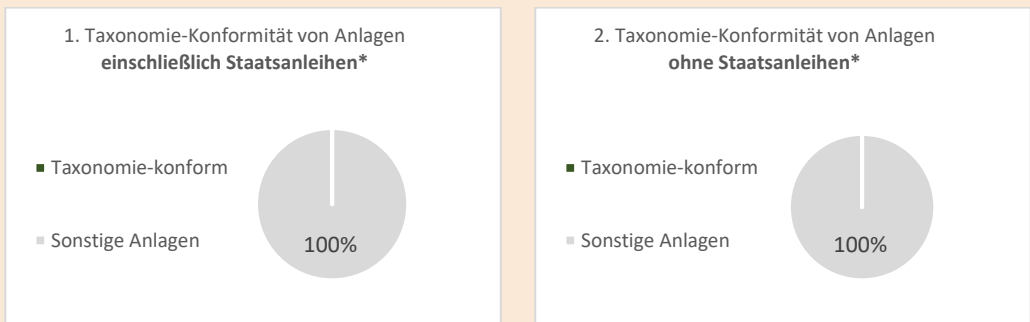 1. Taxonomie-Konformität von Anlagen
einschließlich Staatsanleihen*
Taxonomie-konform
Sonstige Anlagen
100%
2. Taxonomie-Konformität von Anlagen
ohne Staatsanleihen*
Taxonomie-konform
Sonstige Anlagen
100%